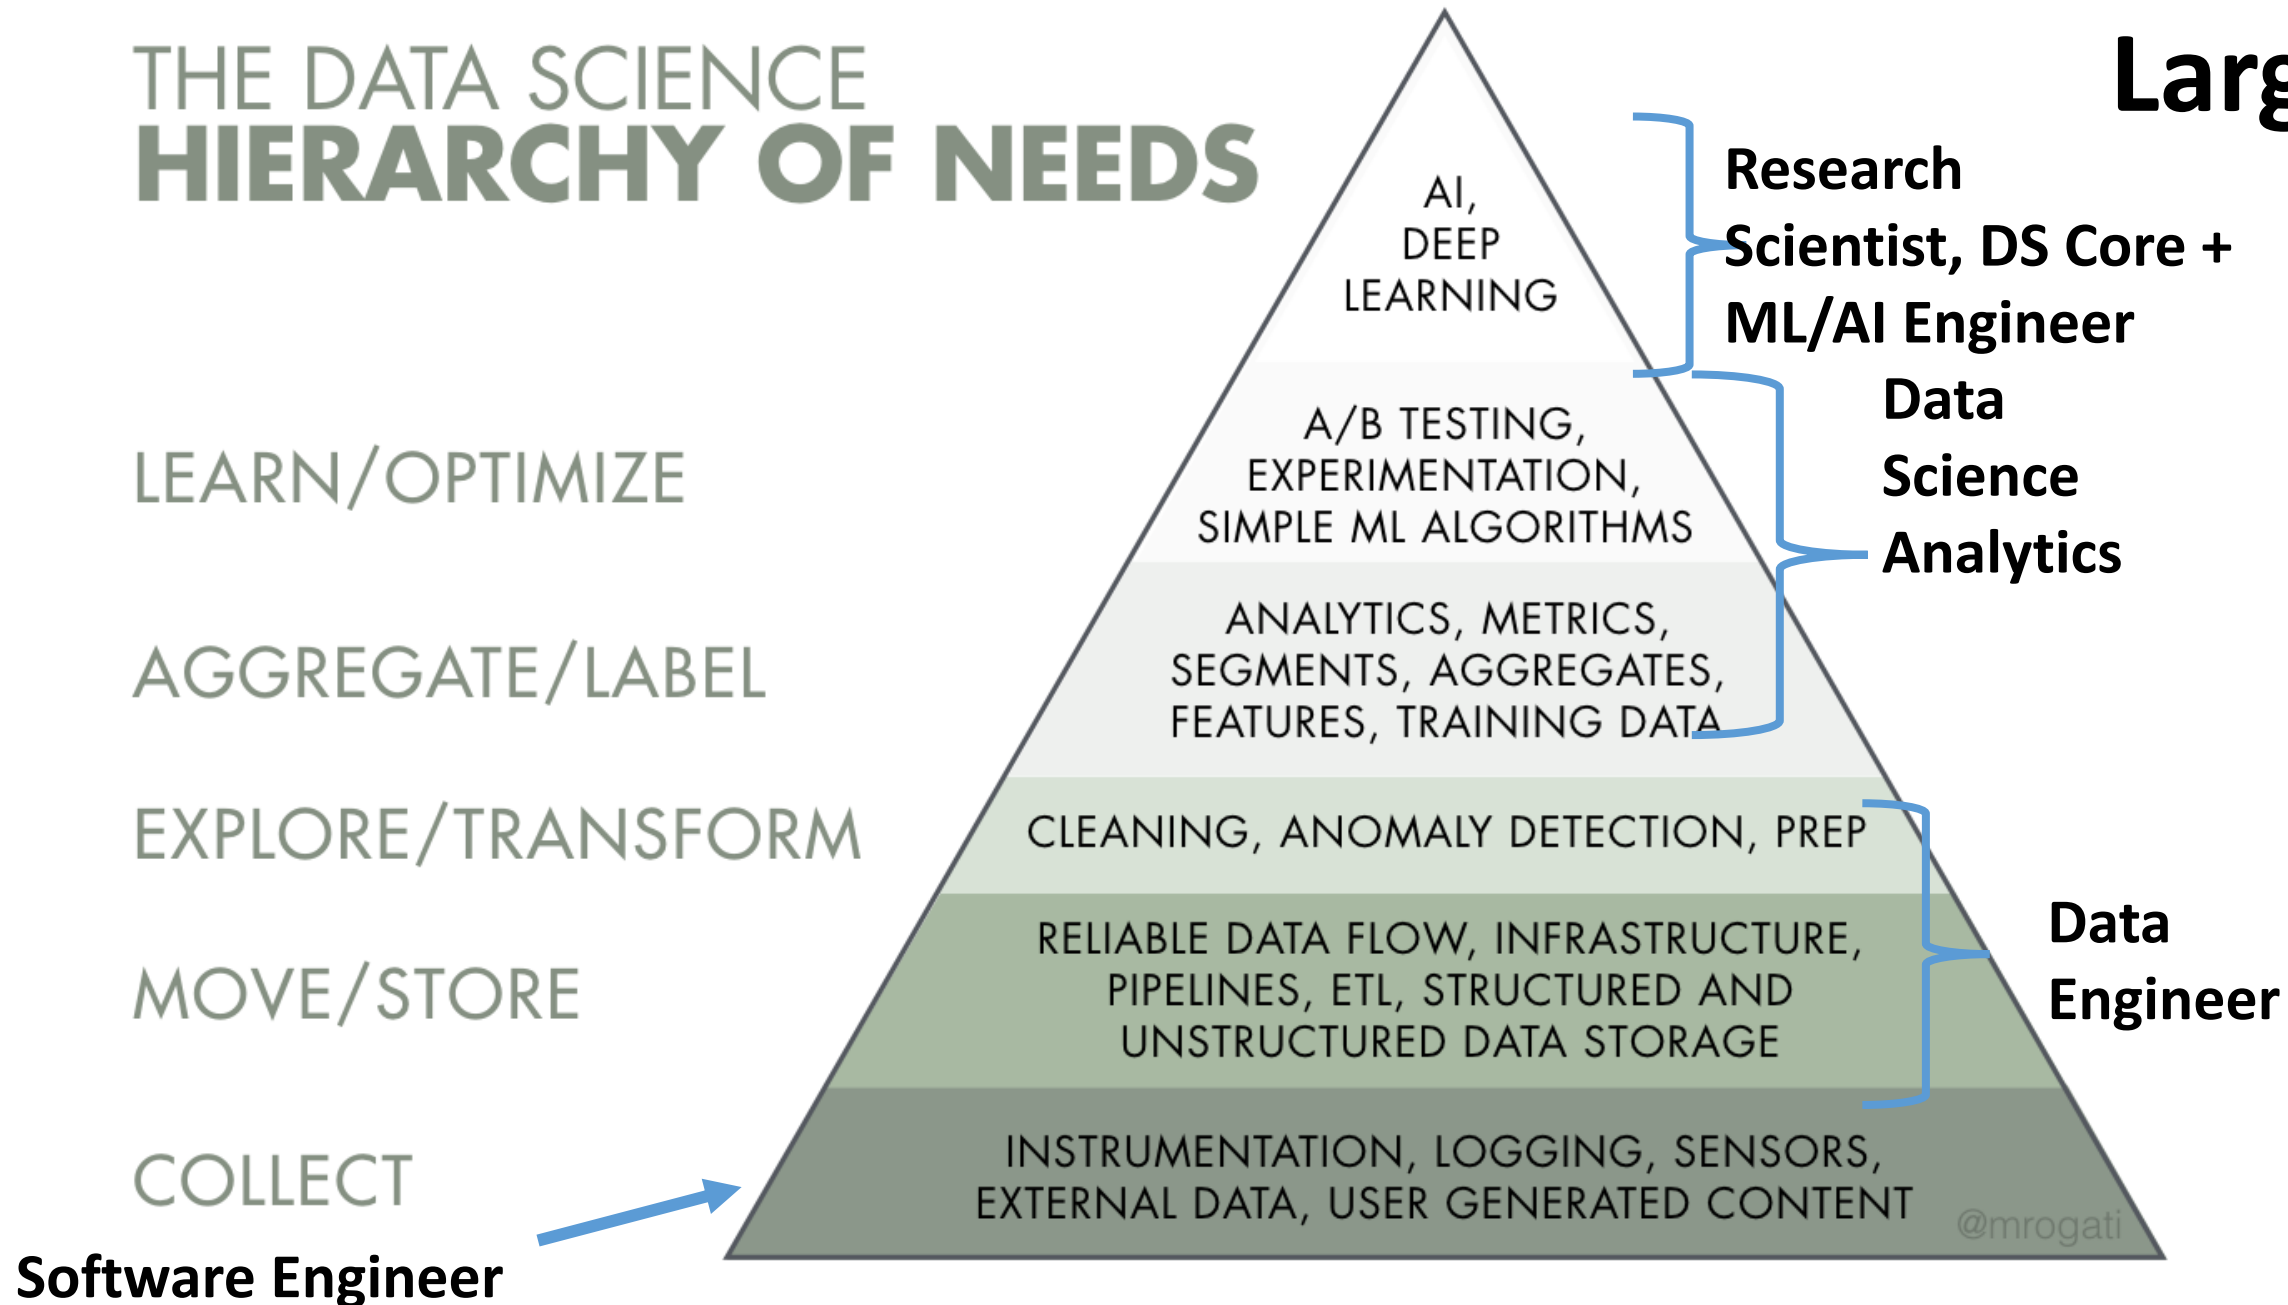 THE DATA SCIENCE
HIERARCHY OF NEEDS
Larg
AI,
DEEP
LEARNING
Research
Scientist, DS Core +
ML/AI Engineer
LEARN/OPTIMIZE
A/B TESTING,
EXPERIMENTATION,
SIMPLE ML ALGORITHMS
Data
Science
Analytics
AGGREGATE/LABEL
ANALYTICS, METRICS,
SEGMENTS, AGGREGATES,
FEATURES, TRAINING DATA
EXPLORE/TRANSFORM
CLEANING, ANOMALY DETECTION, PREP
MOVE/STORE
RELIABLE DATA FLOW, INFRASTRUCTURE,
PIPELINES, ETL, STRUCTURED AND
UNSTRUCTURED DATA STORAGE
Data
Engineer
COLLECT
INSTRUMENTATION, LOGGING, SENSORS,
EXTERNAL DATA, USER GENERATED CONTENT
@mrogati
Software Engineer